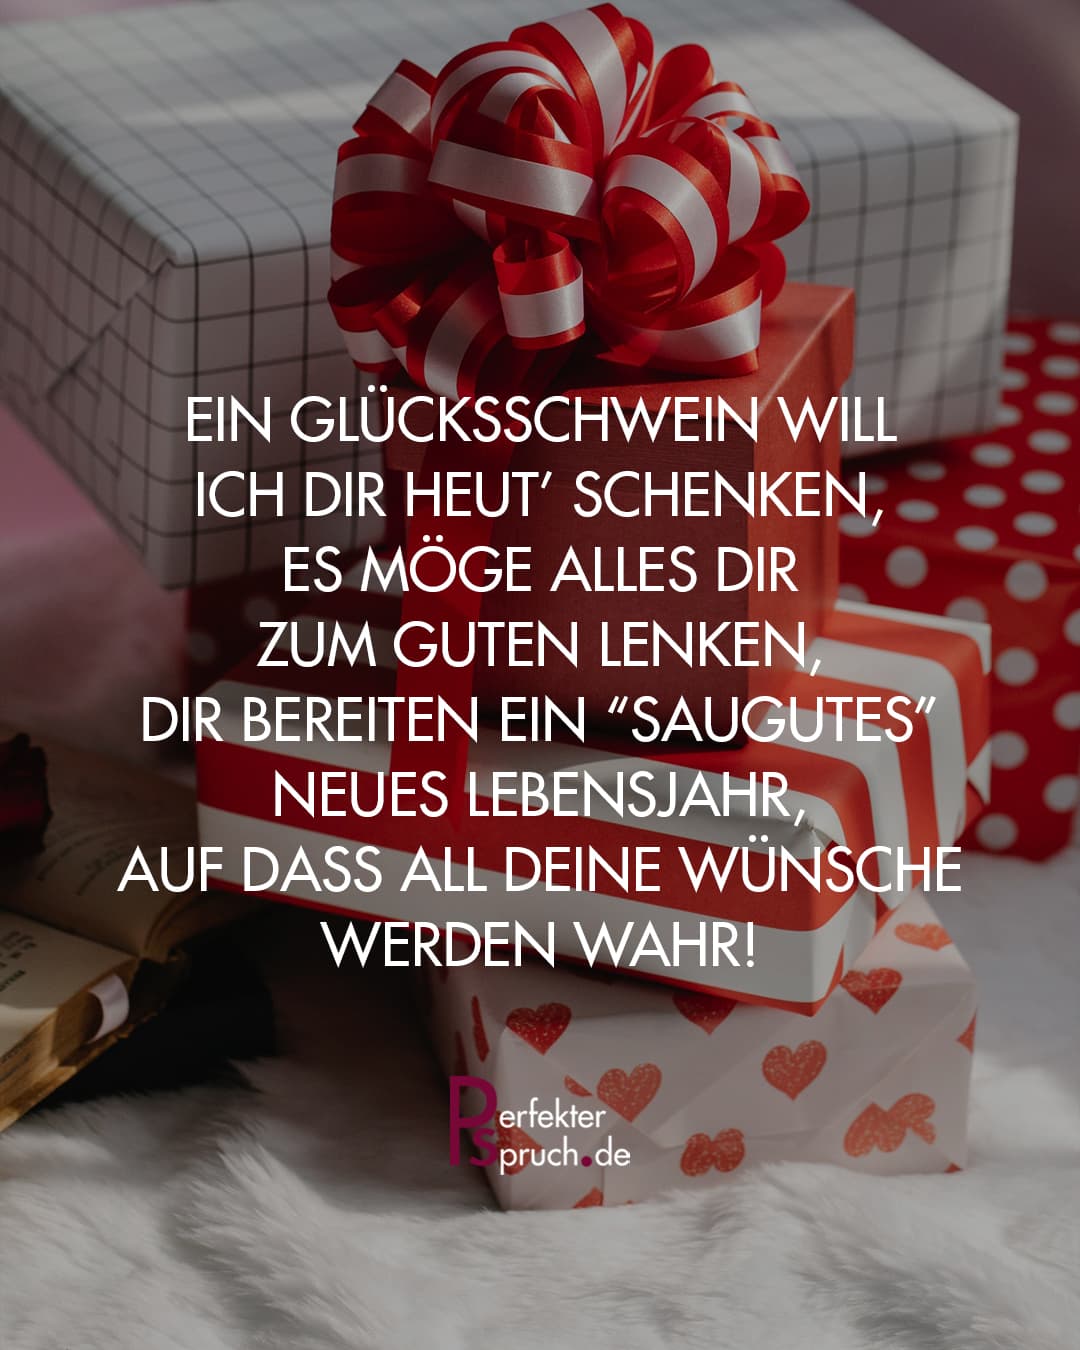 EIN GLÜCKSSCHWEIN WILL
ICH DIR HEUT’ SCHENKEN,
ES MÖGE ALLES DIR
ZUM GUTEN LENKEN,
DIR BEREITEN EIN “SAUGUTES”
NEUES LEBENSJAHR,
AUF DASS ALL DEINE WÜNSCHE
WERDEN WAHR!
Perfekter
Spruch.de